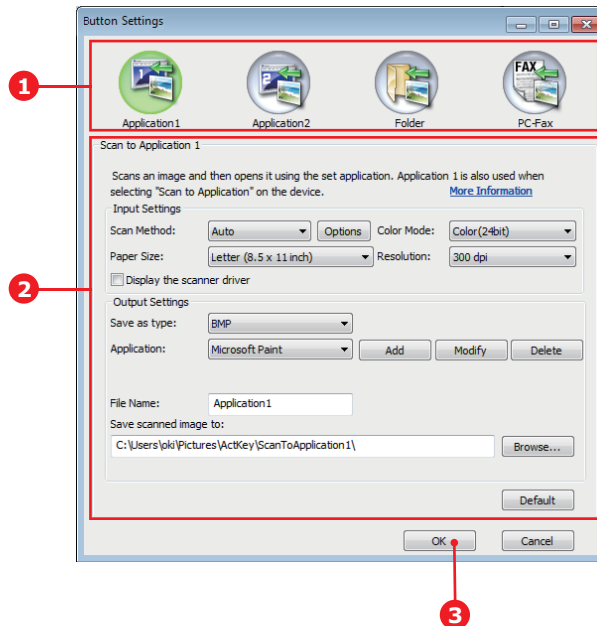 Button Settings
1
1
2
FAX
Application1
Application2
Folder
PC-Fax
2
Scan to Application 1
Scans an image and then opens it using the set application. Application 1 is also used when
selecting "Scan to Application" on the device. More Information
Input Settings
Scan Method: Auto Options Color Mode: Color(24bit)
Paper Size: Letter (8.5 x 11 inch) Resolution: 300 dpi
Display the scanner driver
Output Settings
Save as type: BMP
Application: Microsoft Paint Add Modify Delete
File Name: Application1
Save scanned image to:
C:\Users\oki\Pictures\ActKey\ScanToApplication1\ Browse...
Default
OK Cancel
3